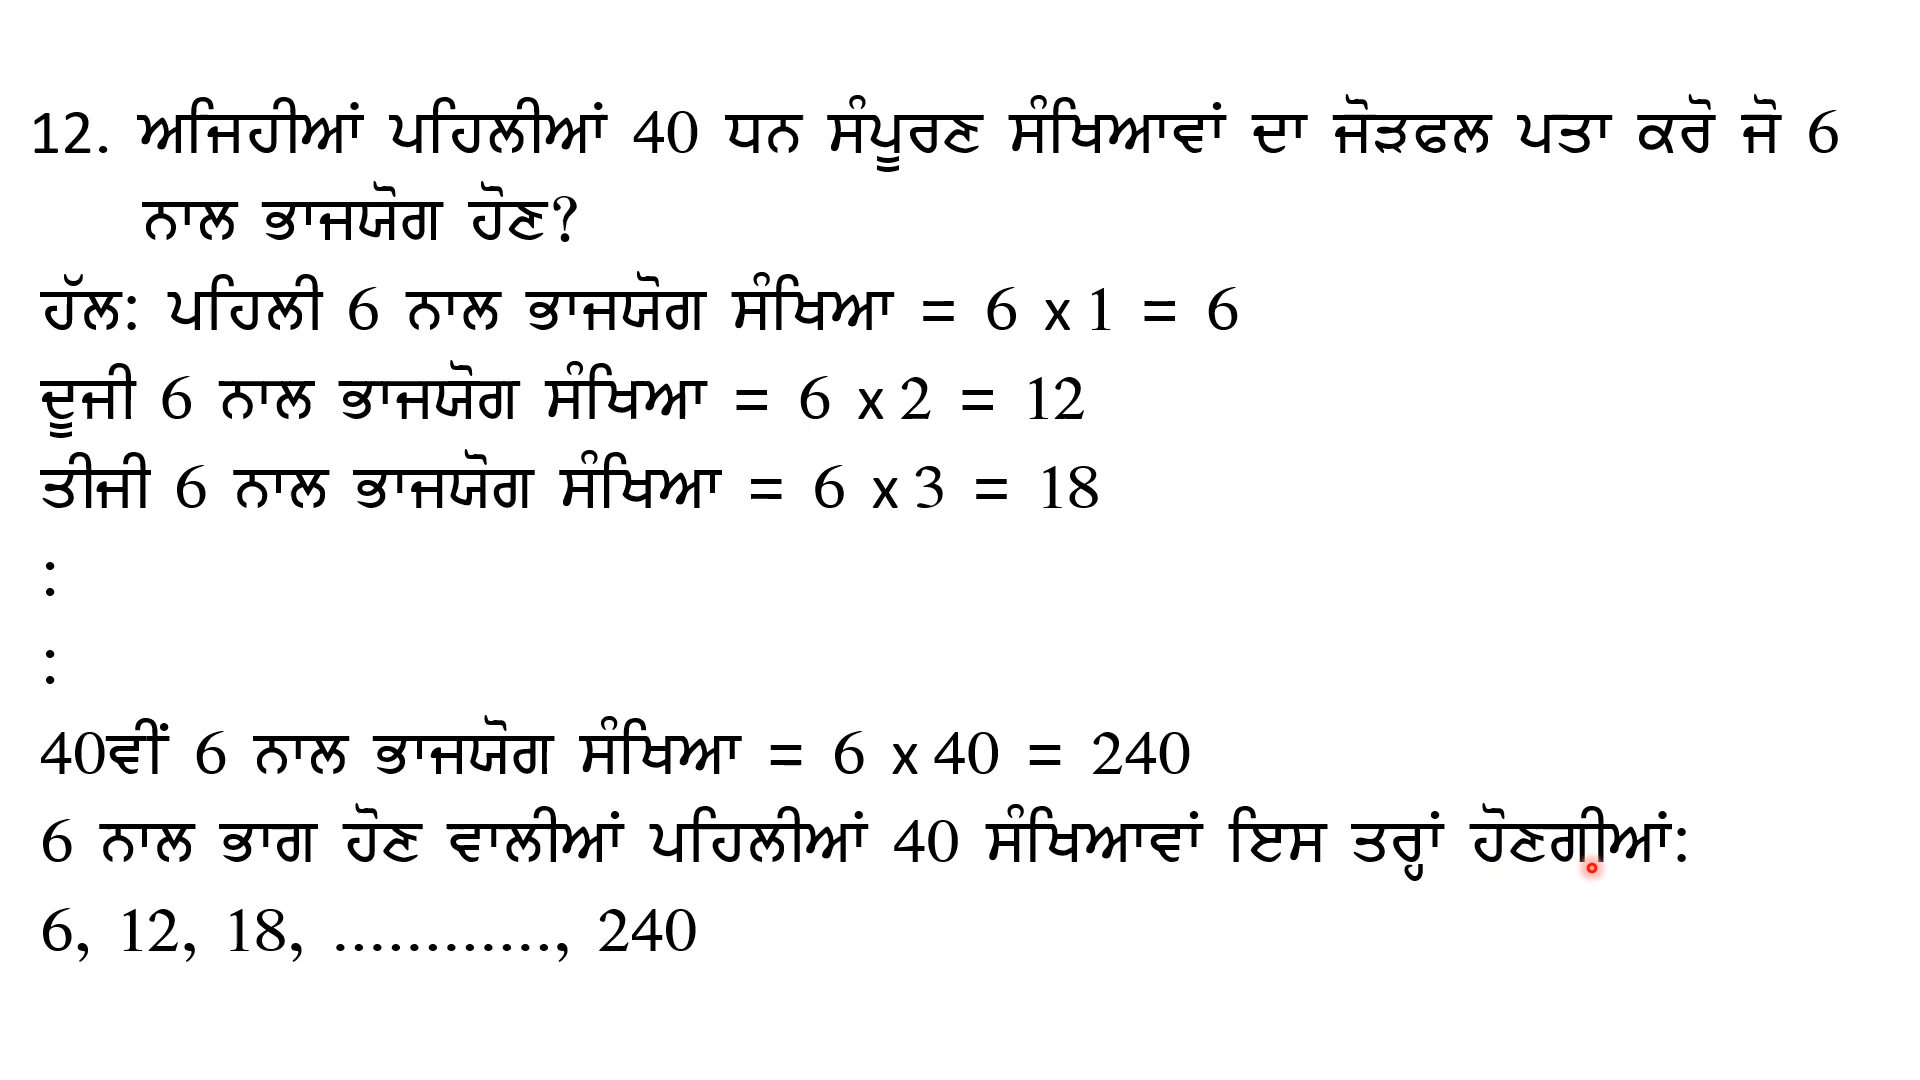 12. ਅਜਿਹੀਆਂ ਪਹਿਲੀਆਂ 40 ਧਨ ਸੰਪੂਰਣ ਸੰਖਿਆਵਾਂ ਦਾ ਜੋੜਫਲ ਪਤਾ ਕਰੋ ਜੋ 6
ਨਾਲ ਭਾਜਯੋਗ ਹੋਣ?
ਹੱਲ: ਪਹਿਲੀ 6 ਨਾਲ ਭਾਜਯੋਗ ਸੰਖਿਆ = 6 x 1 = 6
ਦੂਜੀ 6 ਨਾਲ ਭਾਜਯੋਗ ਸੰਖਿਆ = 6 x 2 = 12
ਤੀਜੀ 6 ਨਾਲ ਭਾਜਯੋਗ ਸੰਖਿਆ = 6 x 3 = 18
:
:
40ਵੀਂ 6 ਨਾਲ ਭਾਜਯੋਗ ਸੰਖਿਆ = 6 x 40 = 240
6 ਨਾਲ ਭਾਗ ਹੋਣ ਵਾਲੀਆਂ ਪਹਿਲੀਆਂ 40 ਸੰਖਿਆਵਾਂ ਇਸ ਤਰ੍ਹਾਂ ਹੋਣਗੀਆਂ:
6, 12, 18, ............, 240